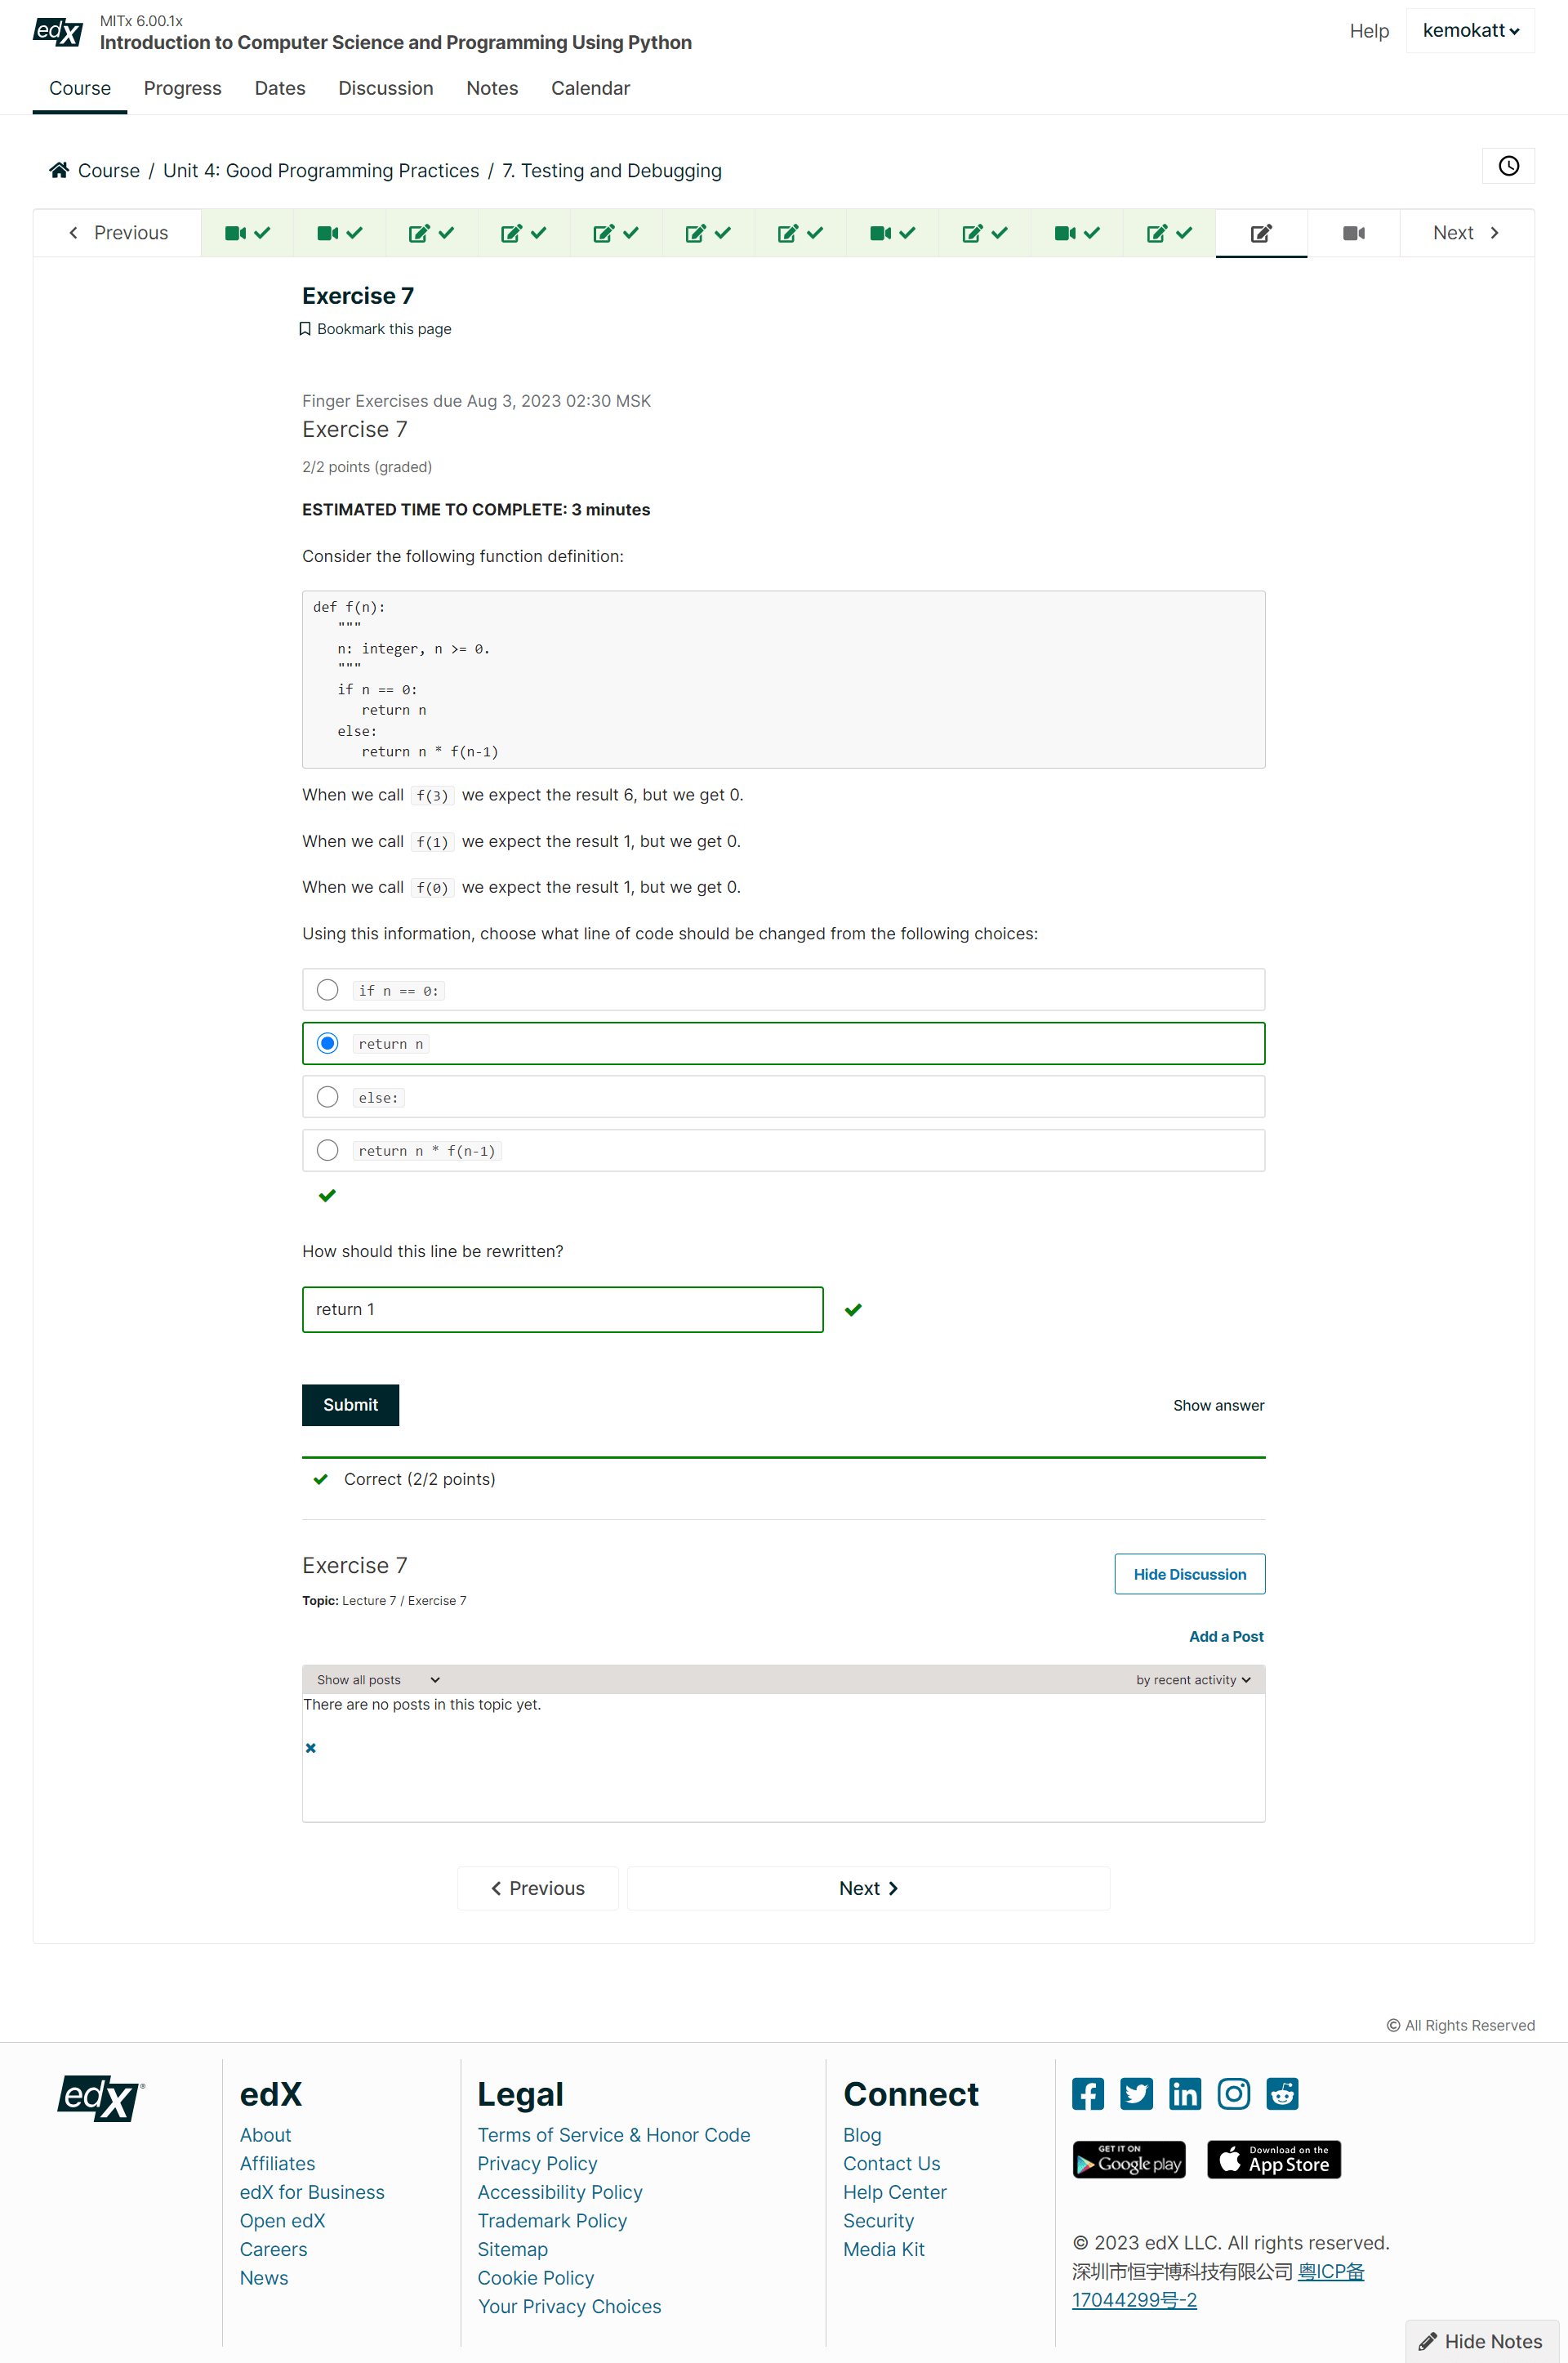 edX
MITx 6.00.1x
Introduction to Computer Science and Programming Using Python
Help
kemokatt
Course Progress Dates Discussion Notes Calendar
Course / Unit 4: Good Programming Practices / 7. Testing and Debugging
Previous
Next
Exercise 7
Bookmark this page
Finger Exercises due Aug 3, 2023 02:30 MSK
Exercise 7
2/2 points (graded)
ESTIMATED TIME TO COMPLETE: 3 minutes
Consider the following function definition:
def f(n):
   """
   n: integer, n >= 0.
   """
   if n == 0:
      return n
   else:
      return n * f(n-1)
When we call f(3) we expect the result 6, but we get 0.
When we call f(1) we expect the result 1, but we get 0.
When we call f(0) we expect the result 1, but we get 0.
Using this information, choose what line of code should be changed from the following choices:
if n == 0:
return n
else:
return n * f(n-1)
How should this line be rewritten?
return 1
Submit
Show answer
Correct (2/2 points)
Exercise 7
Hide Discussion
Topic: Lecture 7 / Exercise 7
Add a Post
Show all posts
by recent activity
There are no posts in this topic yet.
Previous
Next
© All Rights Reserved
edX®
edX
About
Affiliates
edX for Business
Open edX
Careers
News
Legal
Terms of Service & Honor Code
Privacy Policy
Accessibility Policy
Trademark Policy
Sitemap
Cookie Policy
Your Privacy Choices
Connect
Blog
Contact Us
Help Center
Security
Media Kit
GET IT ON
Google play
Download on the
App Store
© 2023 edX LLC. All rights reserved.
深圳市恒宇博科技有限公司 粤ICP备
17044299号-2
Hide Notes